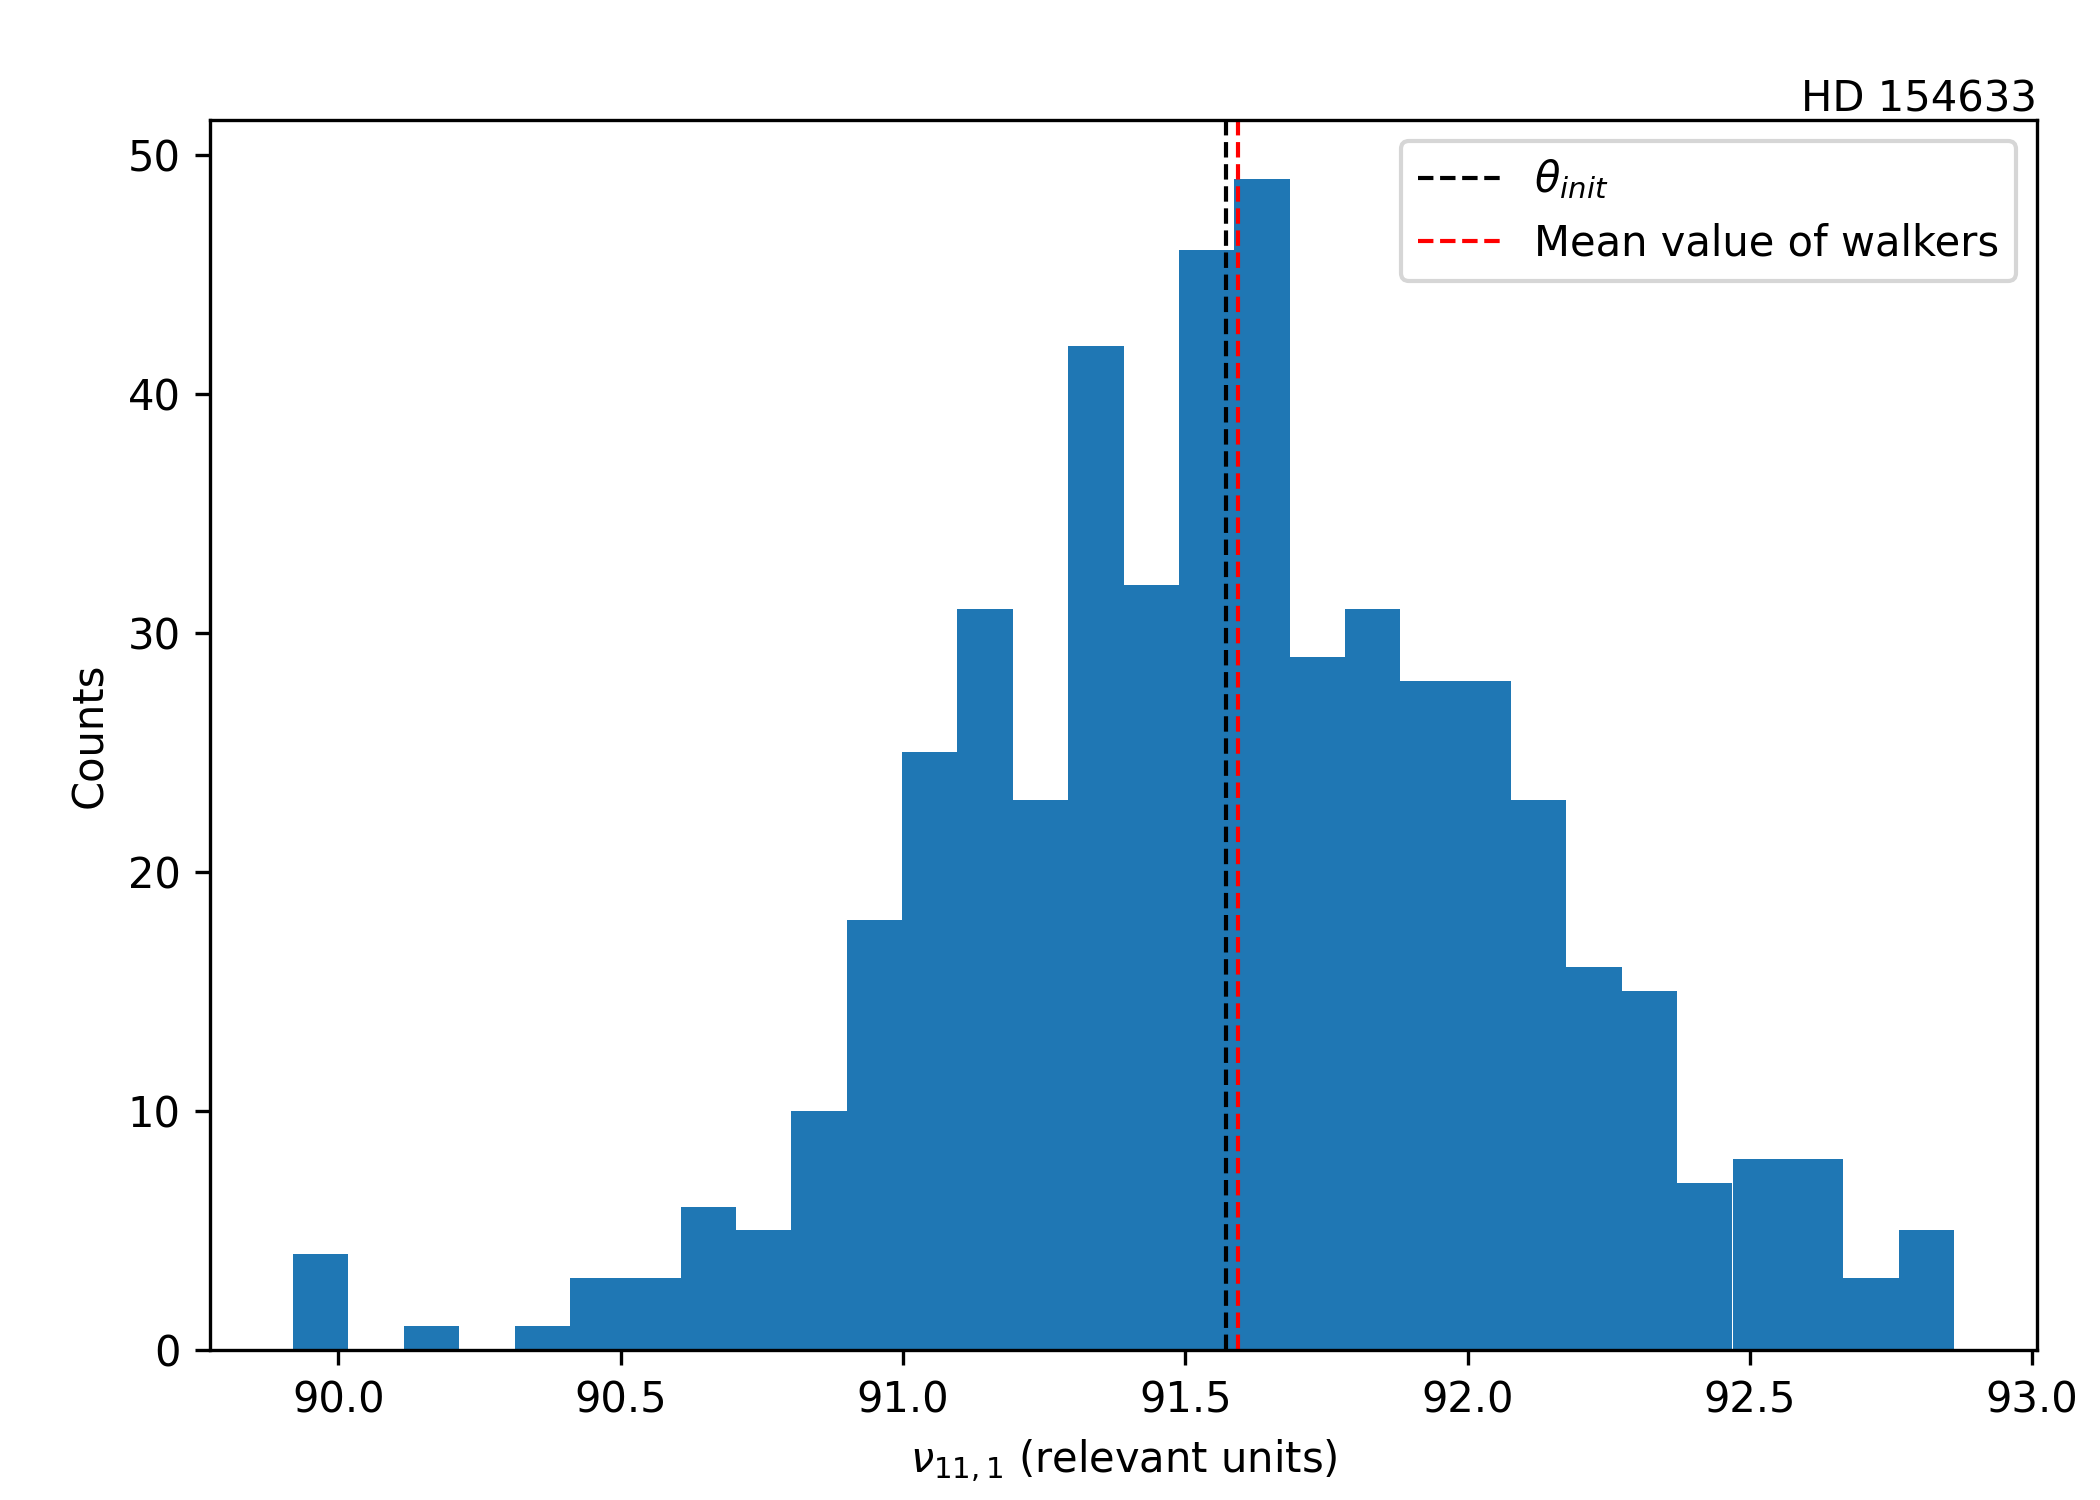 HD 154633
θinit
Mean value of walkers
50
40
30
20
10
0
Counts
90.0 90.5 91.0 91.5 92.0 92.5 93.0
ν11, 1 (relevant units)